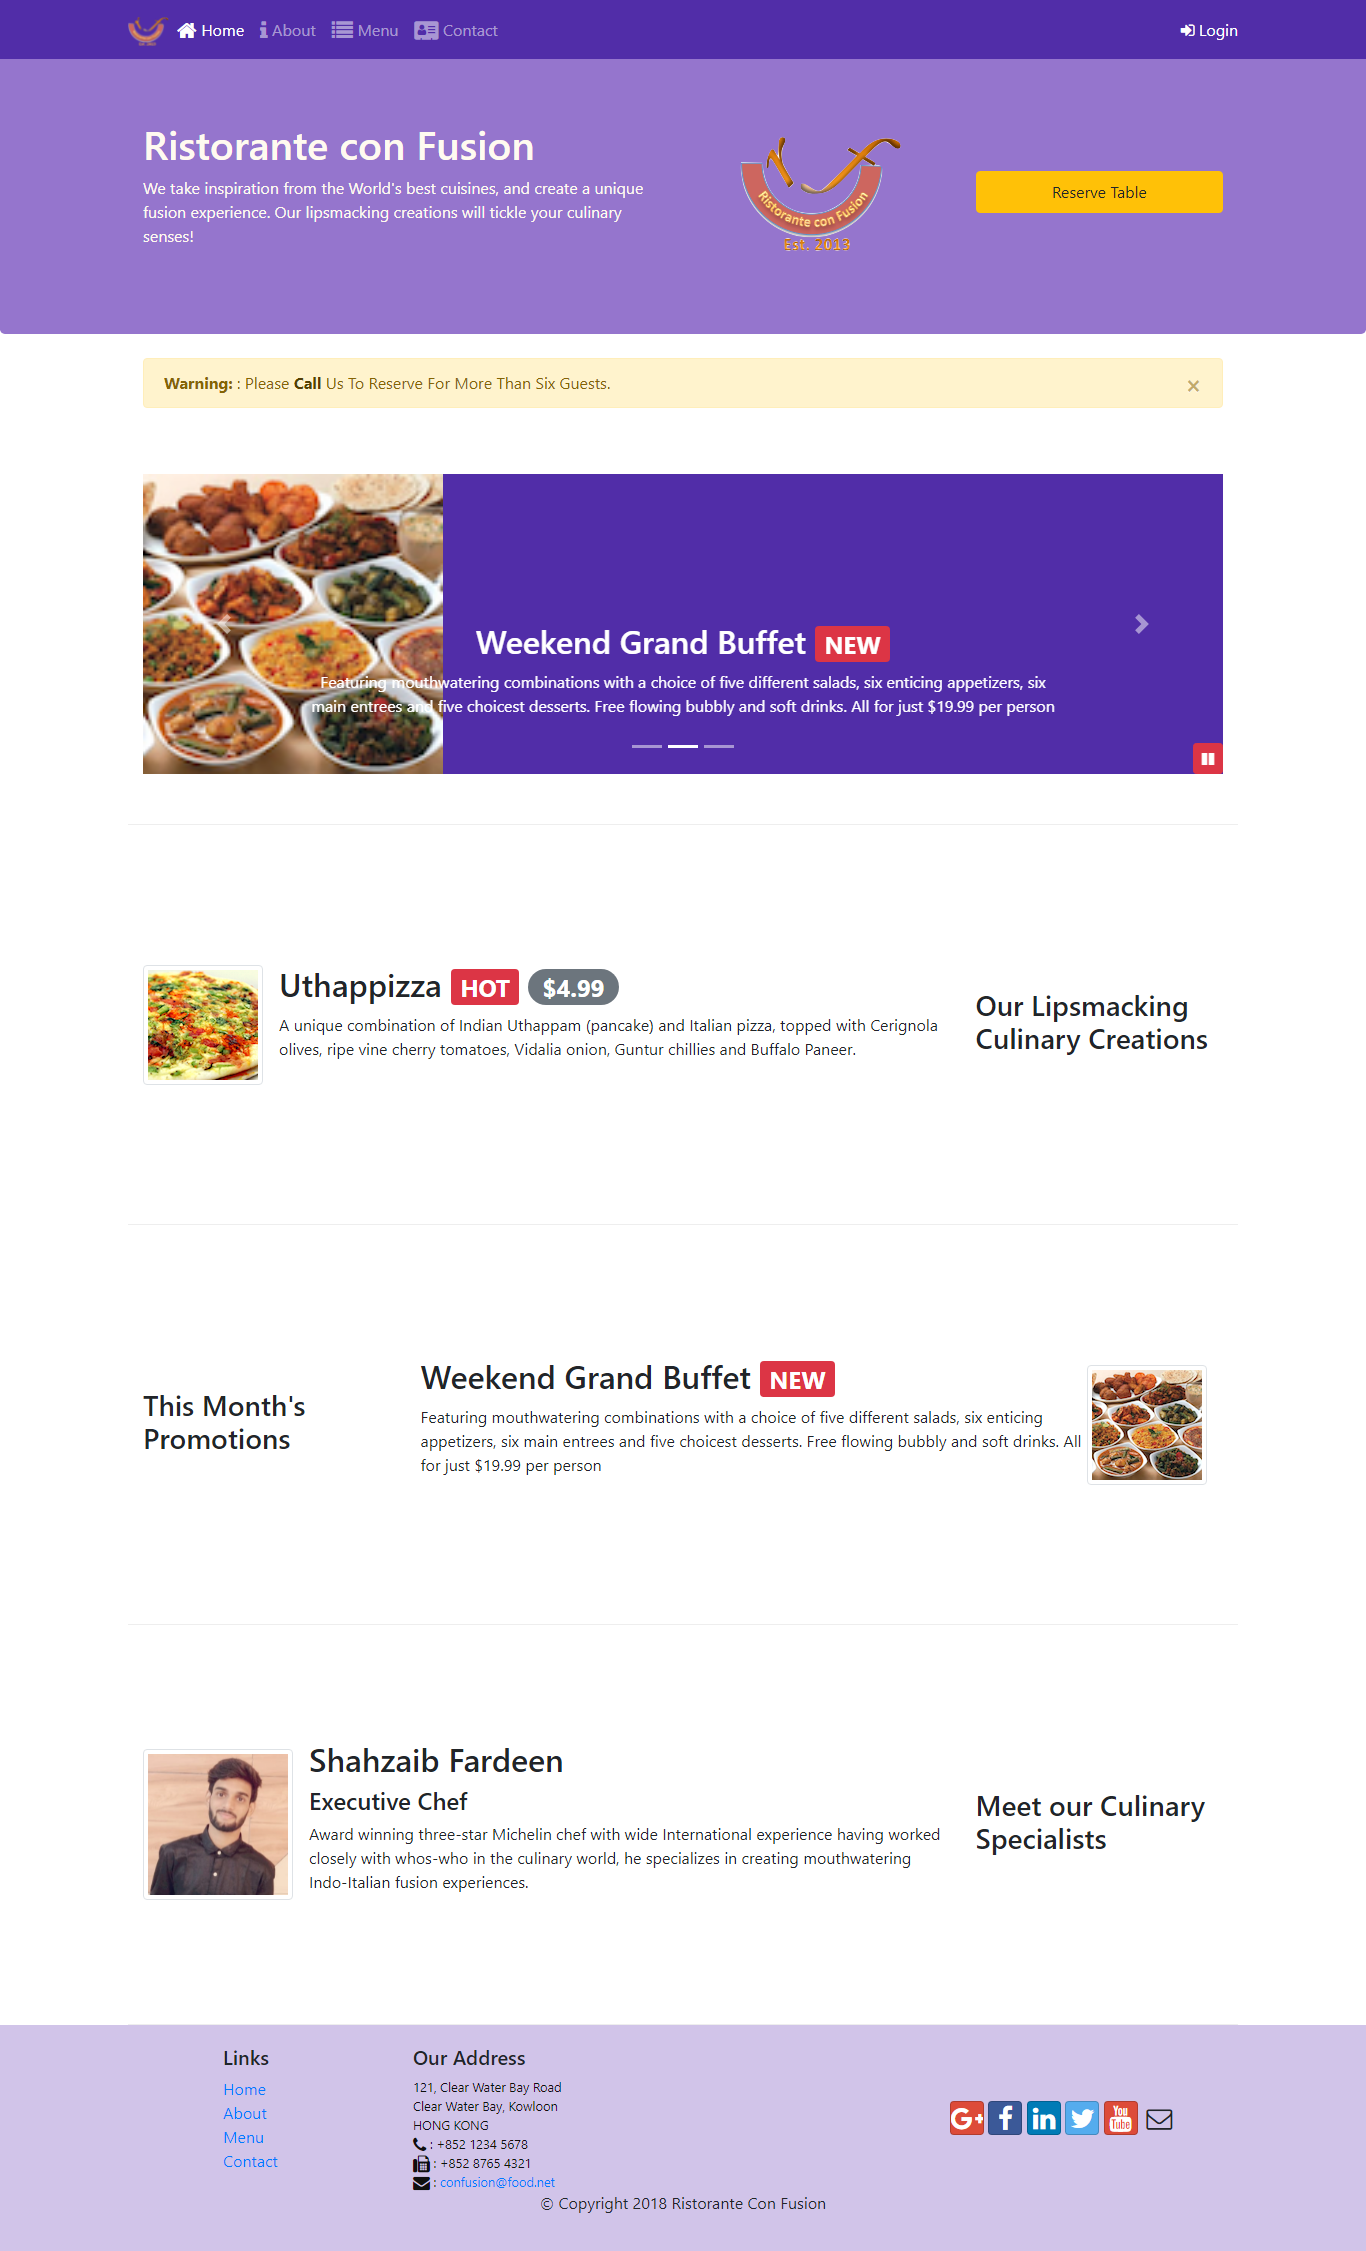 Home About Menu Contact Login
Ristorante con Fusion
We take inspiration from the World's best cuisines, and create a unique
fusion experience. Our lipsmacking creations will tickle your culinary
senses!
Ristorante con Fusion
Est. 2013
Reserve Table
Warning: : Please Call Us To Reserve For More Than Six Guests. ×
Weekend Grand Buffet NEW
Featuring mouthwatering combinations with a choice of five different salads, six enticing appetizers, six
main entrees and five choicest desserts. Free flowing bubbly and soft drinks. All for just $19.99 per person
Uthappizza HOT $4.99
A unique combination of Indian Uthappam (pancake) and Italian pizza, topped with Cerignola
olives, ripe vine cherry tomatoes, Vidalia onion, Guntur chillies and Buffalo Paneer.
Our Lipsmacking
Culinary Creations
This Month's
Promotions
Weekend Grand Buffet NEW
Featuring mouthwatering combinations with a choice of five different salads, six enticing
appetizers, six main entrees and five choicest desserts. Free flowing bubbly and soft drinks. All
for just $19.99 per person
Shahzaib Fardeen
Executive Chef
Award winning three-star Michelin chef with wide International experience having worked
closely with whos-who in the culinary world, he specializes in creating mouthwatering
Indo-Italian fusion experiences.
Meet our Culinary
Specialists
Links
Home
About
Menu
Contact
Our Address
121, Clear Water Bay Road
Clear Water Bay, Kowloon
HONG KONG
: +852 1234 5678
: +852 8765 4321
: confusion@food.net
G+ f in You Tube
© Copyright 2018 Ristorante Con Fusion